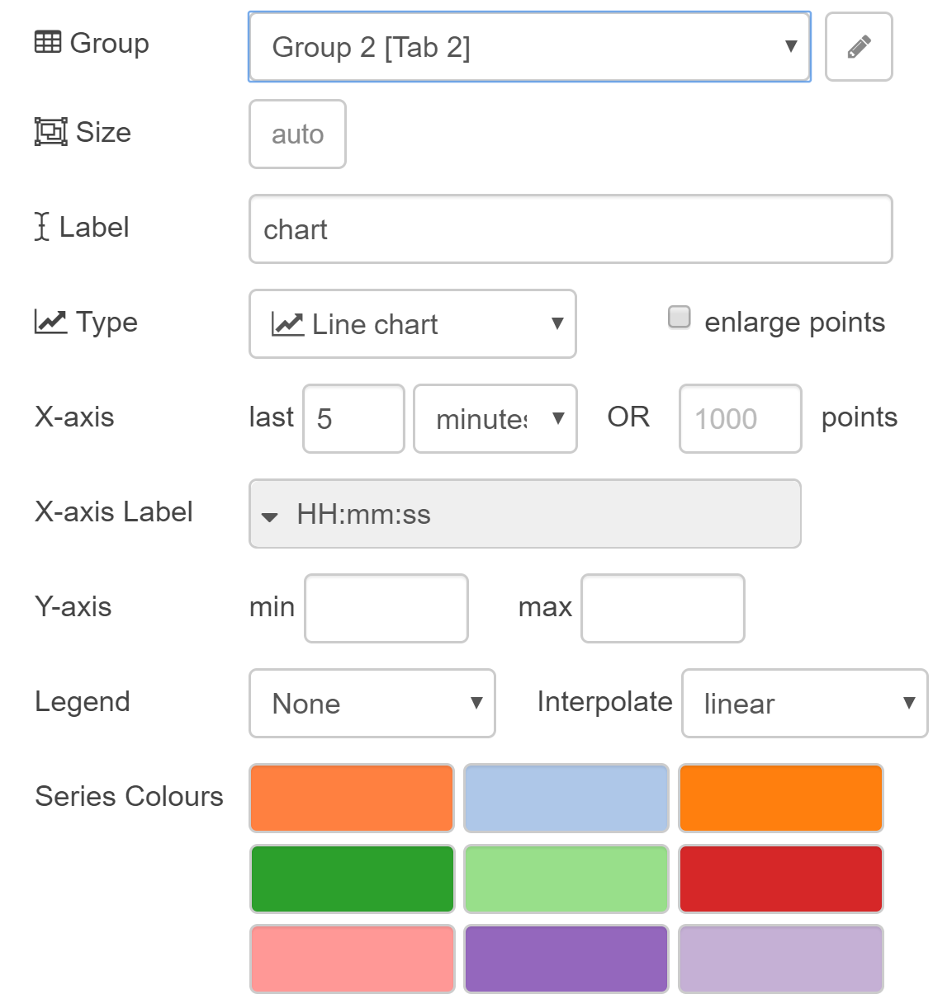 Group Group 2 [Tab 2]
Size auto
Label chart
Type Line chart enlarge points
X-axis last 5 minutes OR 1000 points
X-axis Label HH:mm:ss
Y-axis min max
Legend None Interpolate linear
Series Colours